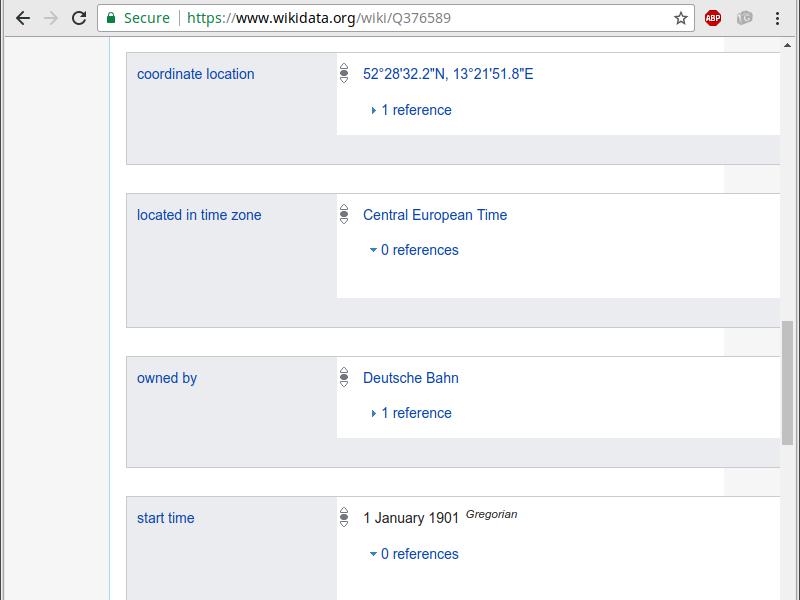 Secure https://www.wikidata.org/wiki/Q376589
ABP
coordinate location
52°28'32.2"N, 13°21'51.8"E
1 reference
located in time zone
Central European Time
0 references
owned by
Deutsche Bahn
1 reference
start time
1 January 1901 Gregorian
0 references